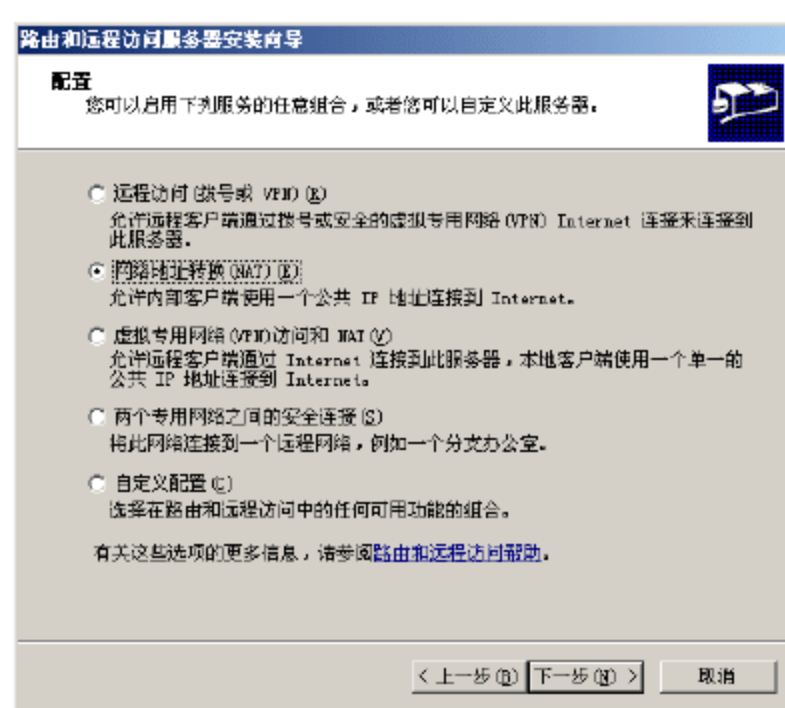 路由和远程访问服务器安装向导
配置
您可以启用下列服务的任意组合，或者您可以自定义此服务器。
远程访问(拨号或 VPN)(R)
允许远程客户端通过拨号或安全的虚拟专用网络(VPN) Internet 连接来连接到
此服务器。
网络地址转换(NAT)(E)
允许内部客户端使用一个公共 IP 地址连接到 Internet。
虚拟专用网络(VPN)访问和 NAT(V)
允许远程客户端通过 Internet 连接到此服务器，本地客户端使用一个单一的
公共 IP 地址连接到 Internet。
两个专用网络之间的安全连接(S)
将此网络连接到一个远程网络，例如一个分支办公室。
自定义配置(C)
选择在路由和远程访问中的任何可用功能的组合。
有关这些选项的更多信息，请参阅路由和远程访问帮助。
< 上一步(B) 下一步(N) > 取消